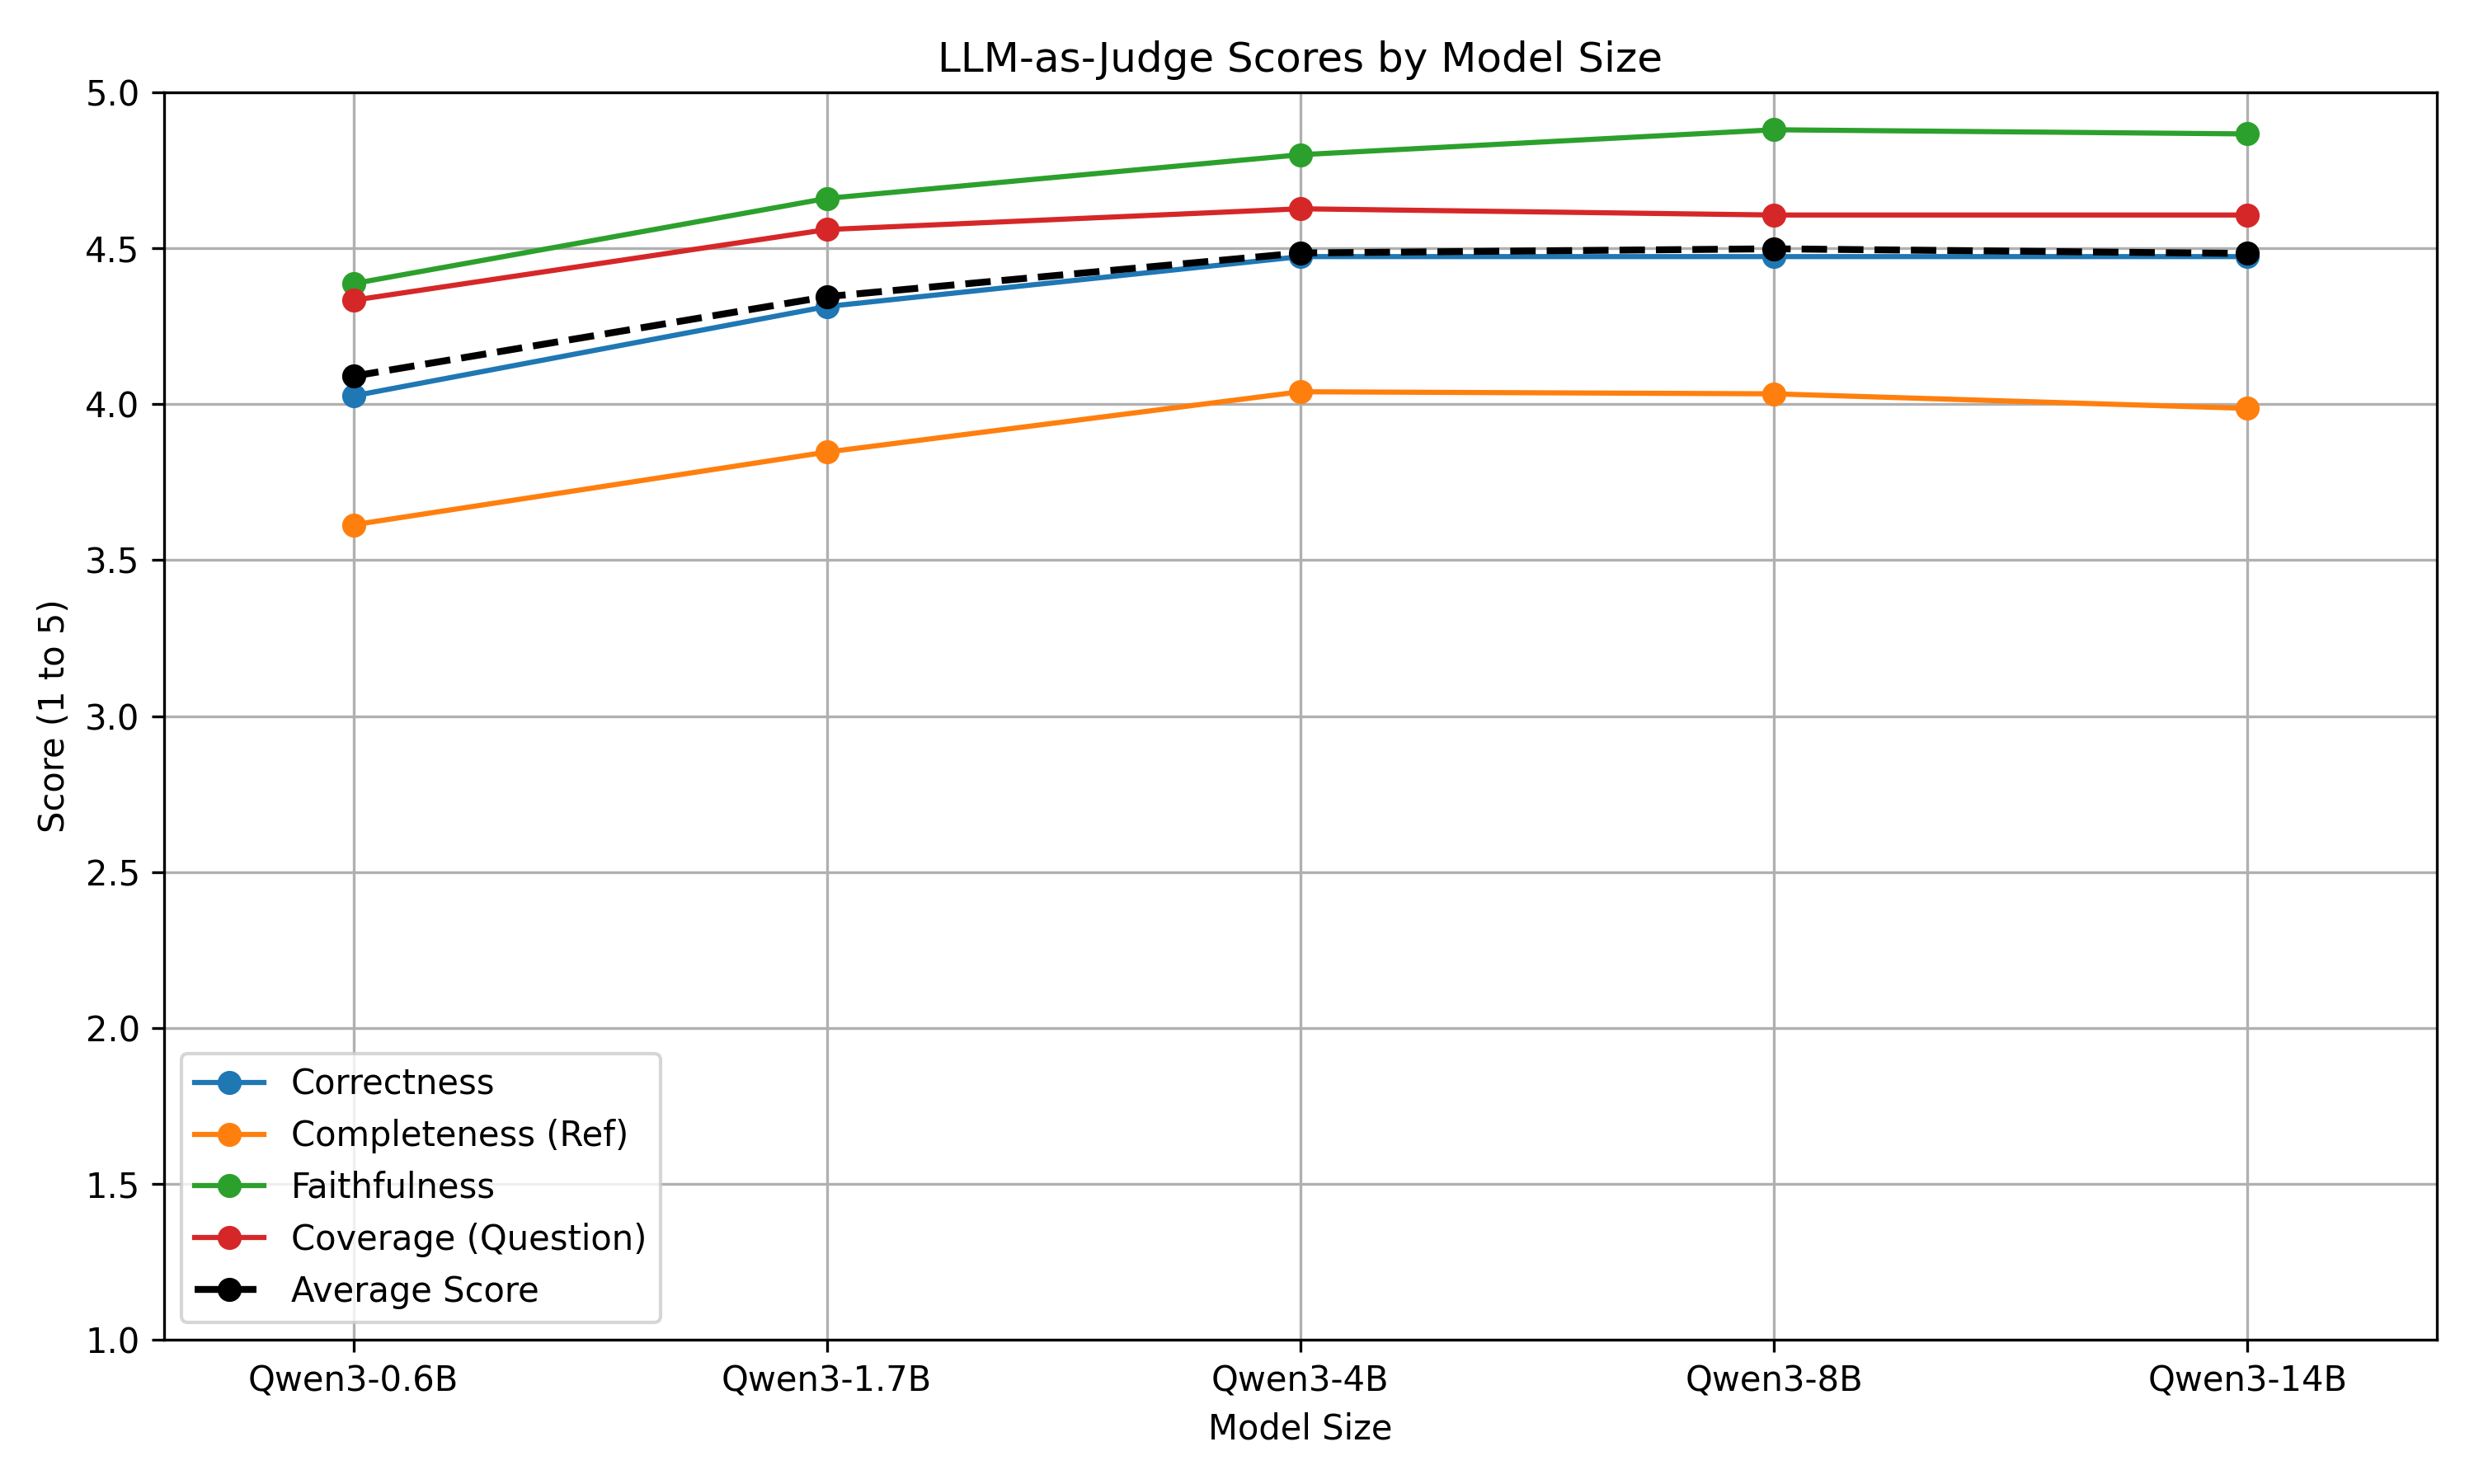 LLM-as-Judge Scores by Model Size
5.0
4.5
4.0
3.5
3.0
2.5
2.0
1.5
1.0
Score (1 to 5)
Correctness
Completeness (Ref)
Faithfulness
Coverage (Question)
Average Score
Qwen3-0.6B Qwen3-1.7B Qwen3-4B Qwen3-8B Qwen3-14B
Model Size